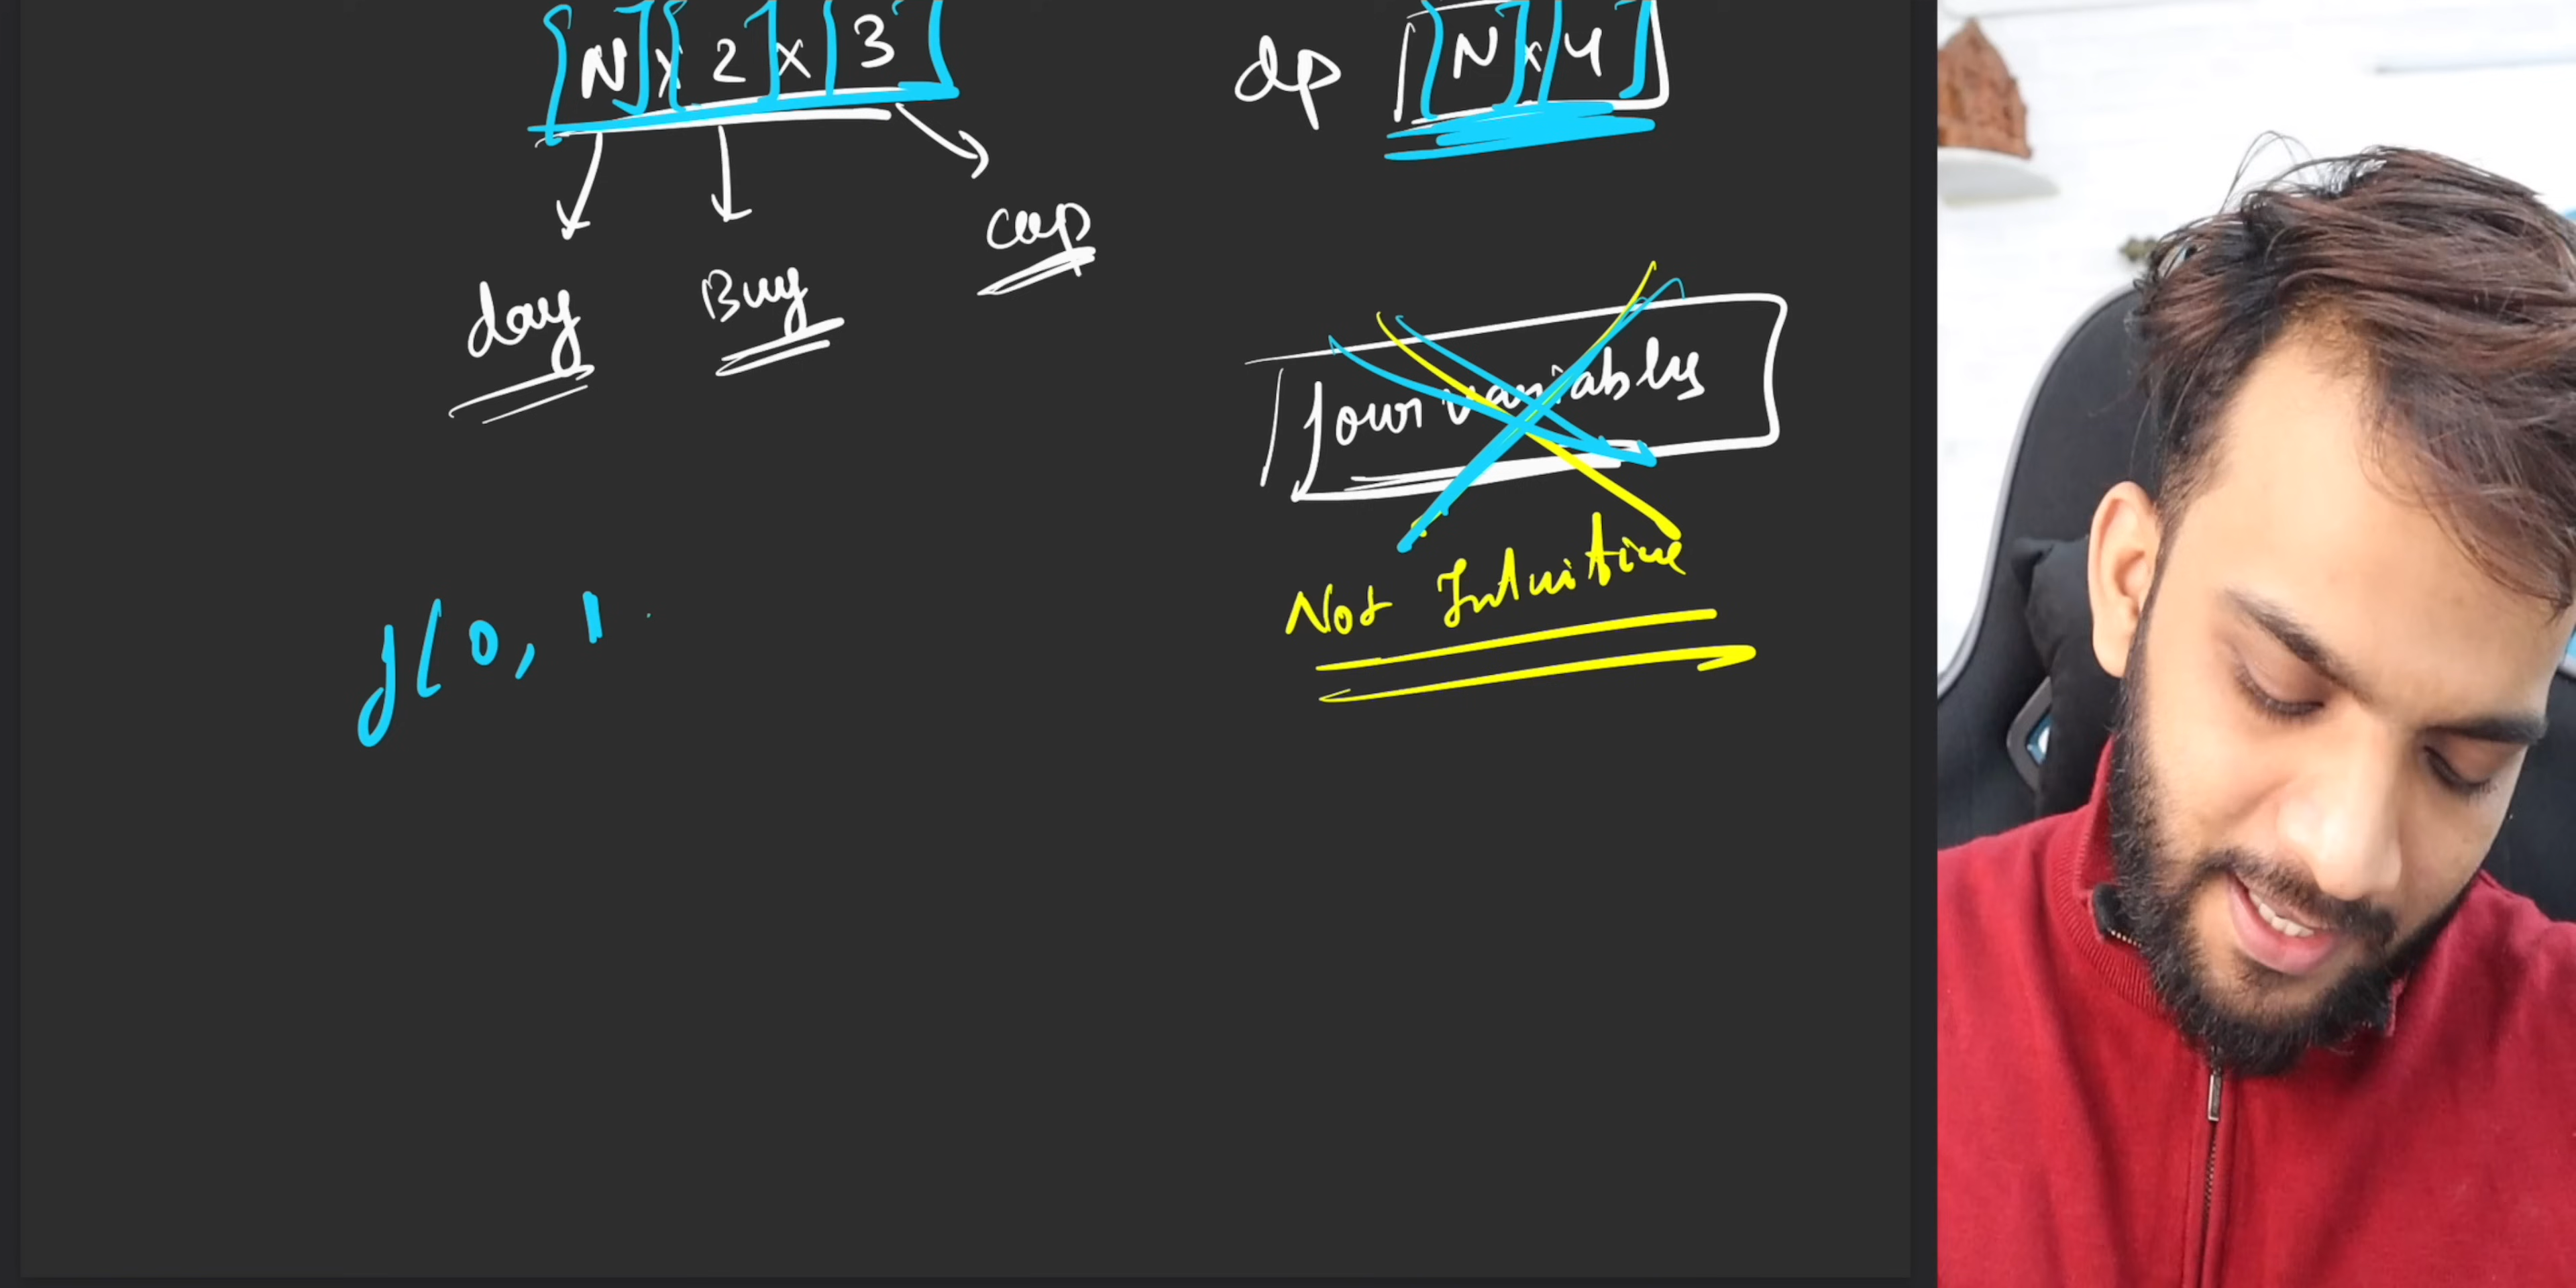 [N] x [2] x [3]
dp [N] x [4]
day
Buy
cap
four variables
Not Intuitive
f(0, 1